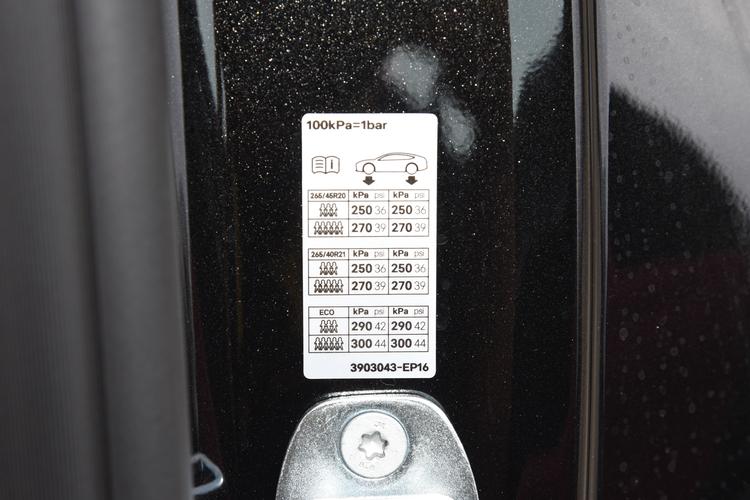 100kPa=1bar
i
265/45R20 kPa psi kPa psi
250 36 250 36
270 39 270 39
265/40R21 kPa psi kPa psi
250 36 250 36
270 39 270 39
ECO kPa psi kPa psi
290 42 290 42
300 44 300 44
3903043-EP16